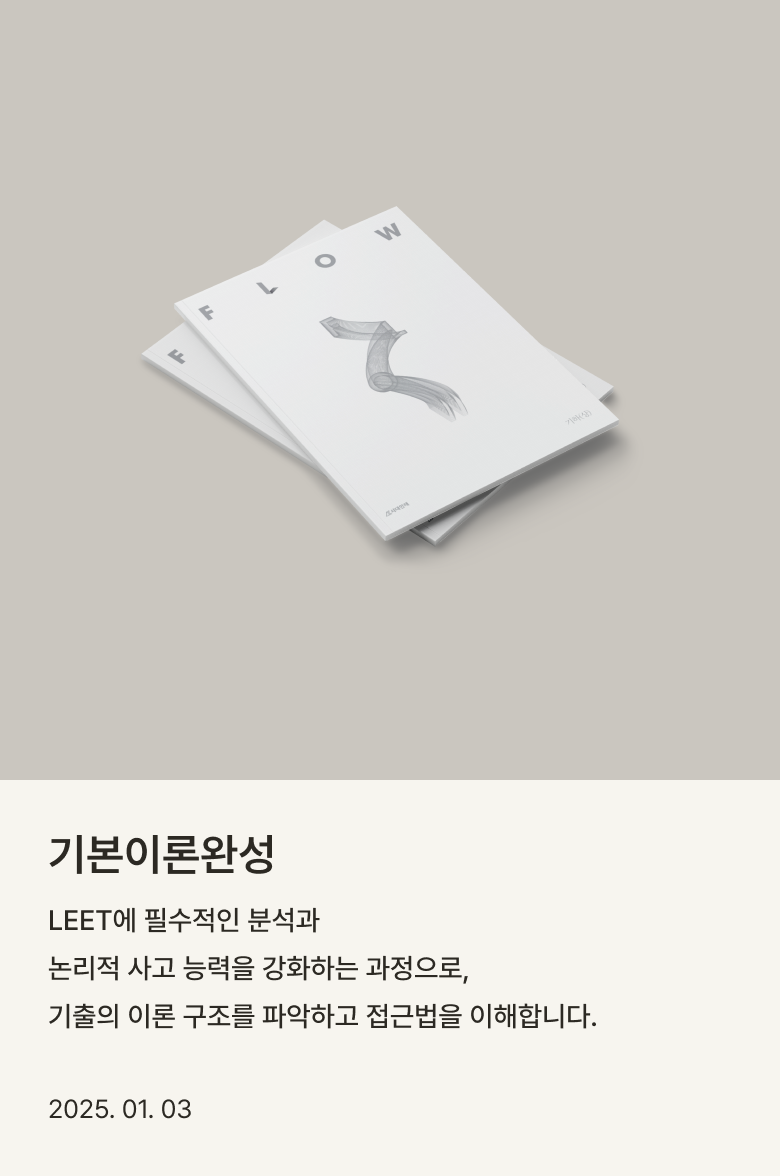 F L O W
F
기본이론완성
LEET에 필수적인 분석과
논리적 사고 능력을 강화하는 과정으로,
기출의 이론 구조를 파악하고 접근법을 이해합니다.
2025. 01. 03